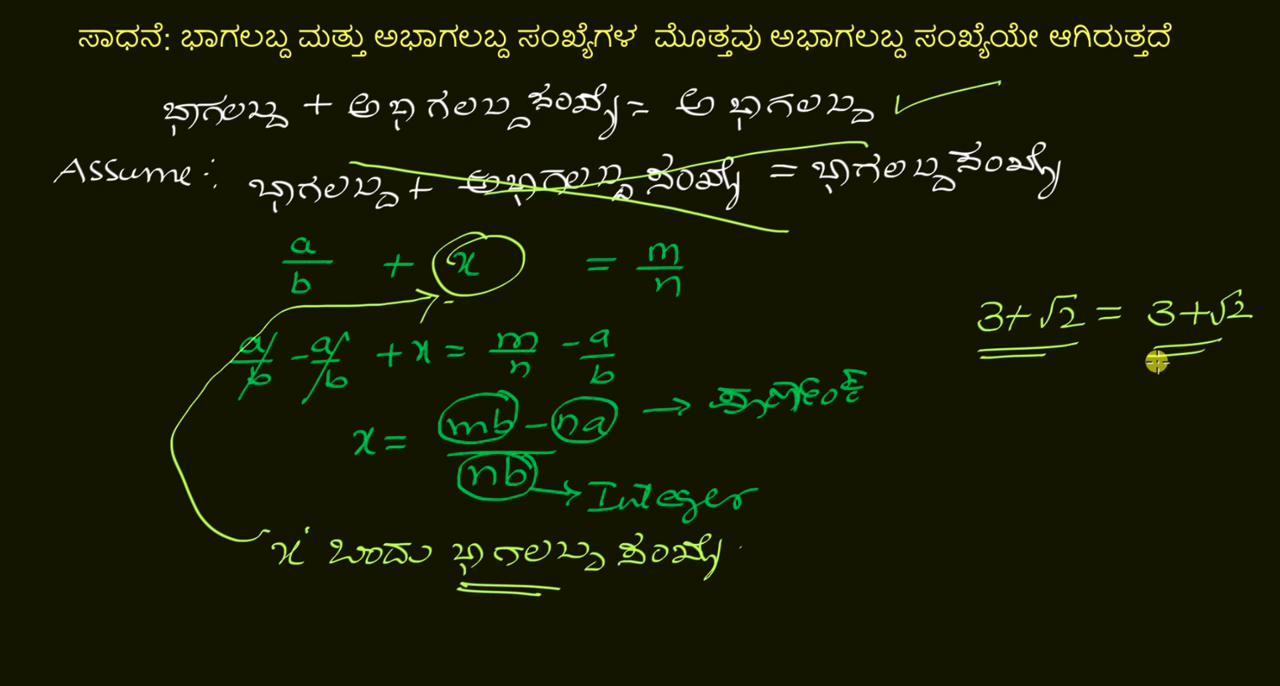 ಸಾಧನೆ: ಭಾಗಲಬ್ದ ಮತ್ತು ಅಭಾಗಲಬ್ದ ಸಂಖ್ಯೆಗಳ ಮೊತ್ತವು ಅಭಾಗಲಬ್ದ ಸಂಖ್ಯೆಯೇ ಆಗಿರುತ್ತದೆ
ಭಾಗಲಬ್ದ + ಅಭಾಗಲಬ್ದ ಸಂಖ್ಯೆ = ಅಭಾಗಲಬ್ದ ✓
Assume: ಭಾಗಲಬ್ದ + ಅಭಾಗಲಬ್ದ ಸಂಖ್ಯೆ = ಭಾಗಲಬ್ದ ಸಂಖ್ಯೆ
a/b + x = m/n
3+√2 = 3+√2
a/b - a/b + x = m/n - a/b
x = (mb - na)/nb → ಪೂರ್ಣಾಂಕ
→ Integer
x ಒಂದು ಭಾಗಲಬ್ದ ಸಂಖ್ಯೆ.